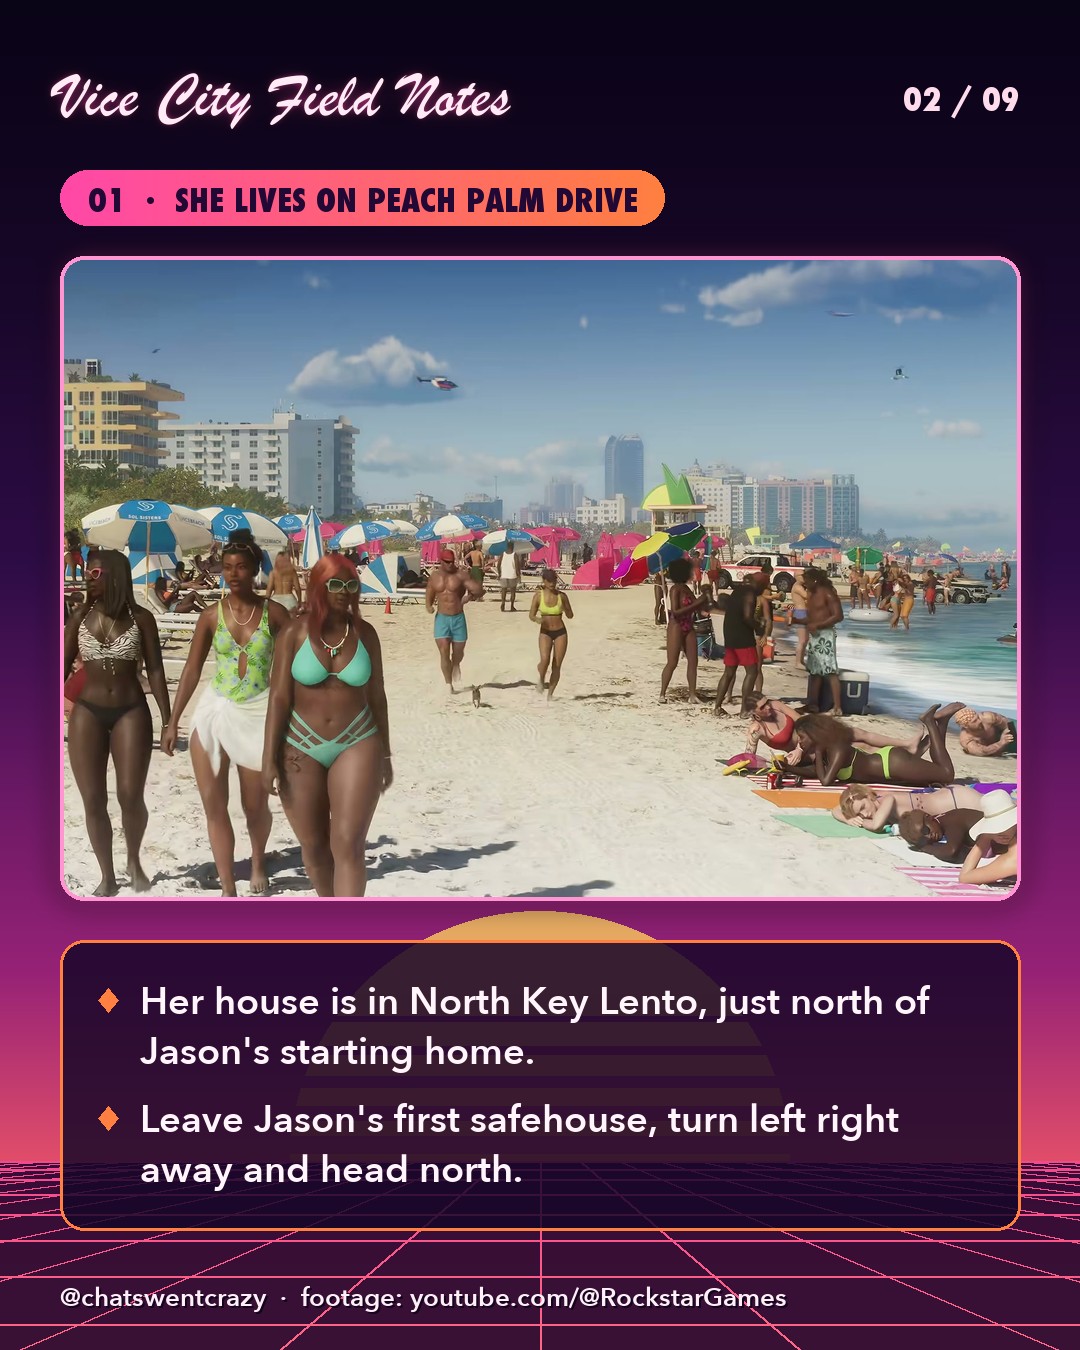 Vice City Field Notes
02 / 09
01 · SHE LIVES ON PEACH PALM DRIVE
SOL SISTERS
Her house is in North Key Lento, just north of
Jason's starting home.
Leave Jason's first safehouse, turn left right
away and head north.
@chatswentcrazy · footage: youtube.com/@RockstarGames